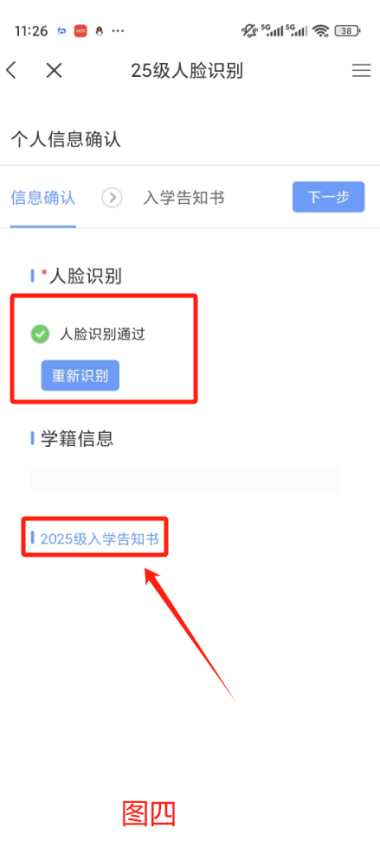 11:26 5G 5G 38
25级人脸识别
个人信息确认
信息确认 入学告知书 下一步
*人脸识别
人脸识别通过
重新识别
学籍信息
2025级入学告知书
图四